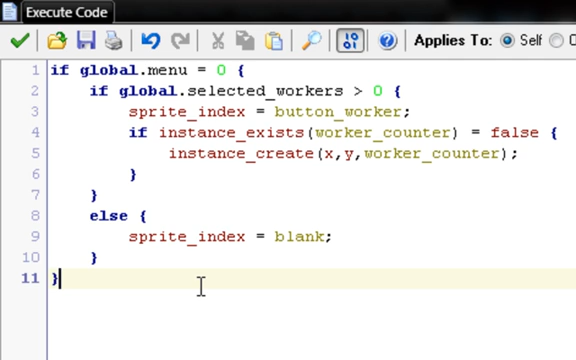 Execute Code
Applies To: Self
1 if global.menu = 0 {
2 if global.selected_workers > 0 {
3 sprite_index = button_worker;
4 if instance_exists(worker_counter) = false {
5 instance_create(x,y,worker_counter);
6 }
7 }
8 else {
9 sprite_index = blank;
10 }
11 }